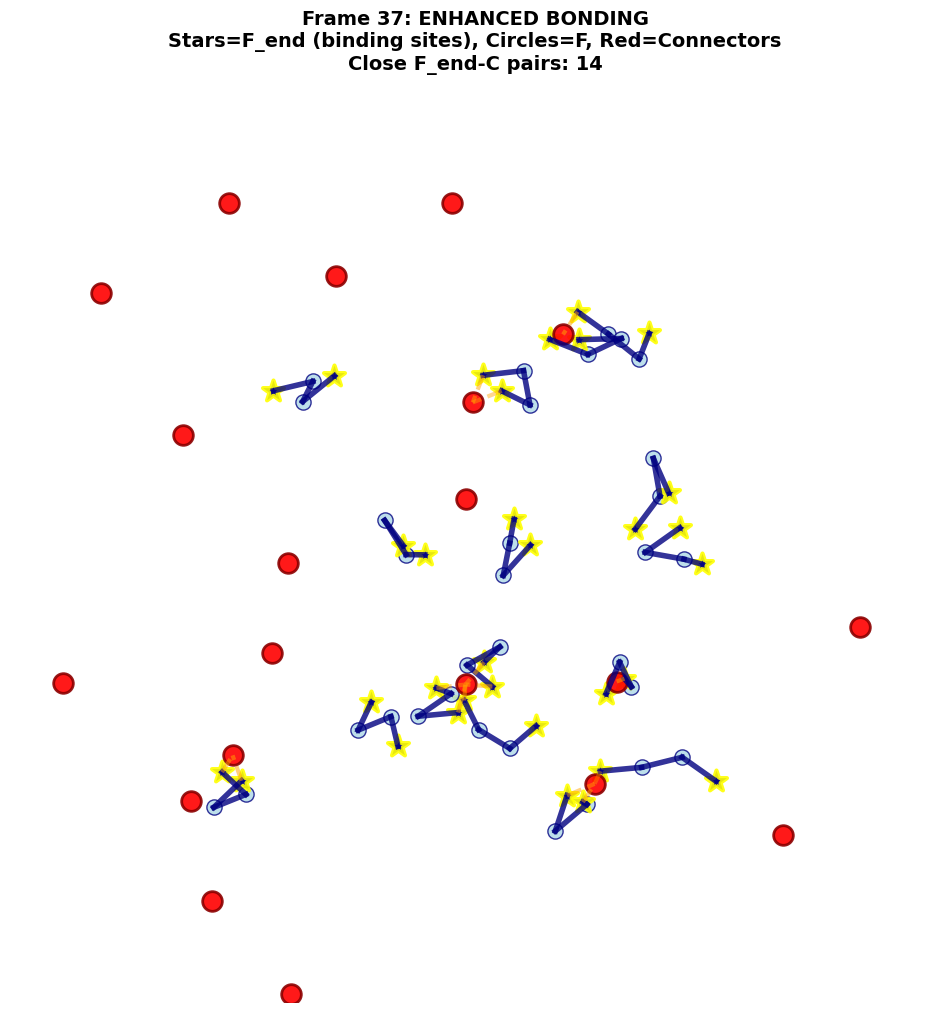 Frame 37: ENHANCED BONDING
Stars=F_end (binding sites), Circles=F, Red=Connectors
Close F_end-C pairs: 14